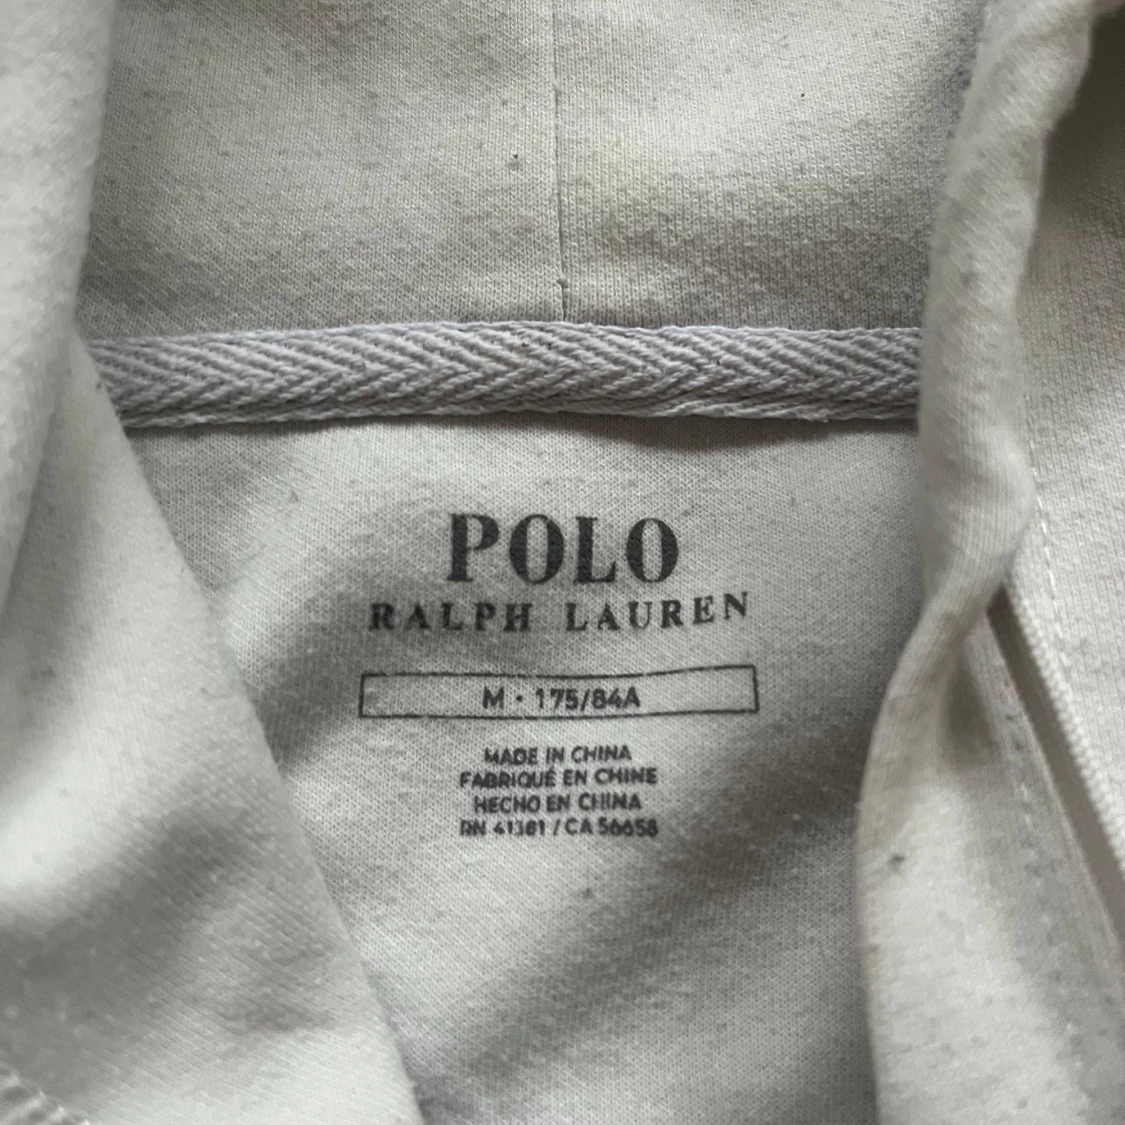 POLO
RALPH LAUREN
M · 175/84A
MADE IN CHINA
FABRIQUÉ EN CHINE
HECHO EN CHINA
RN 41381 / CA 56658